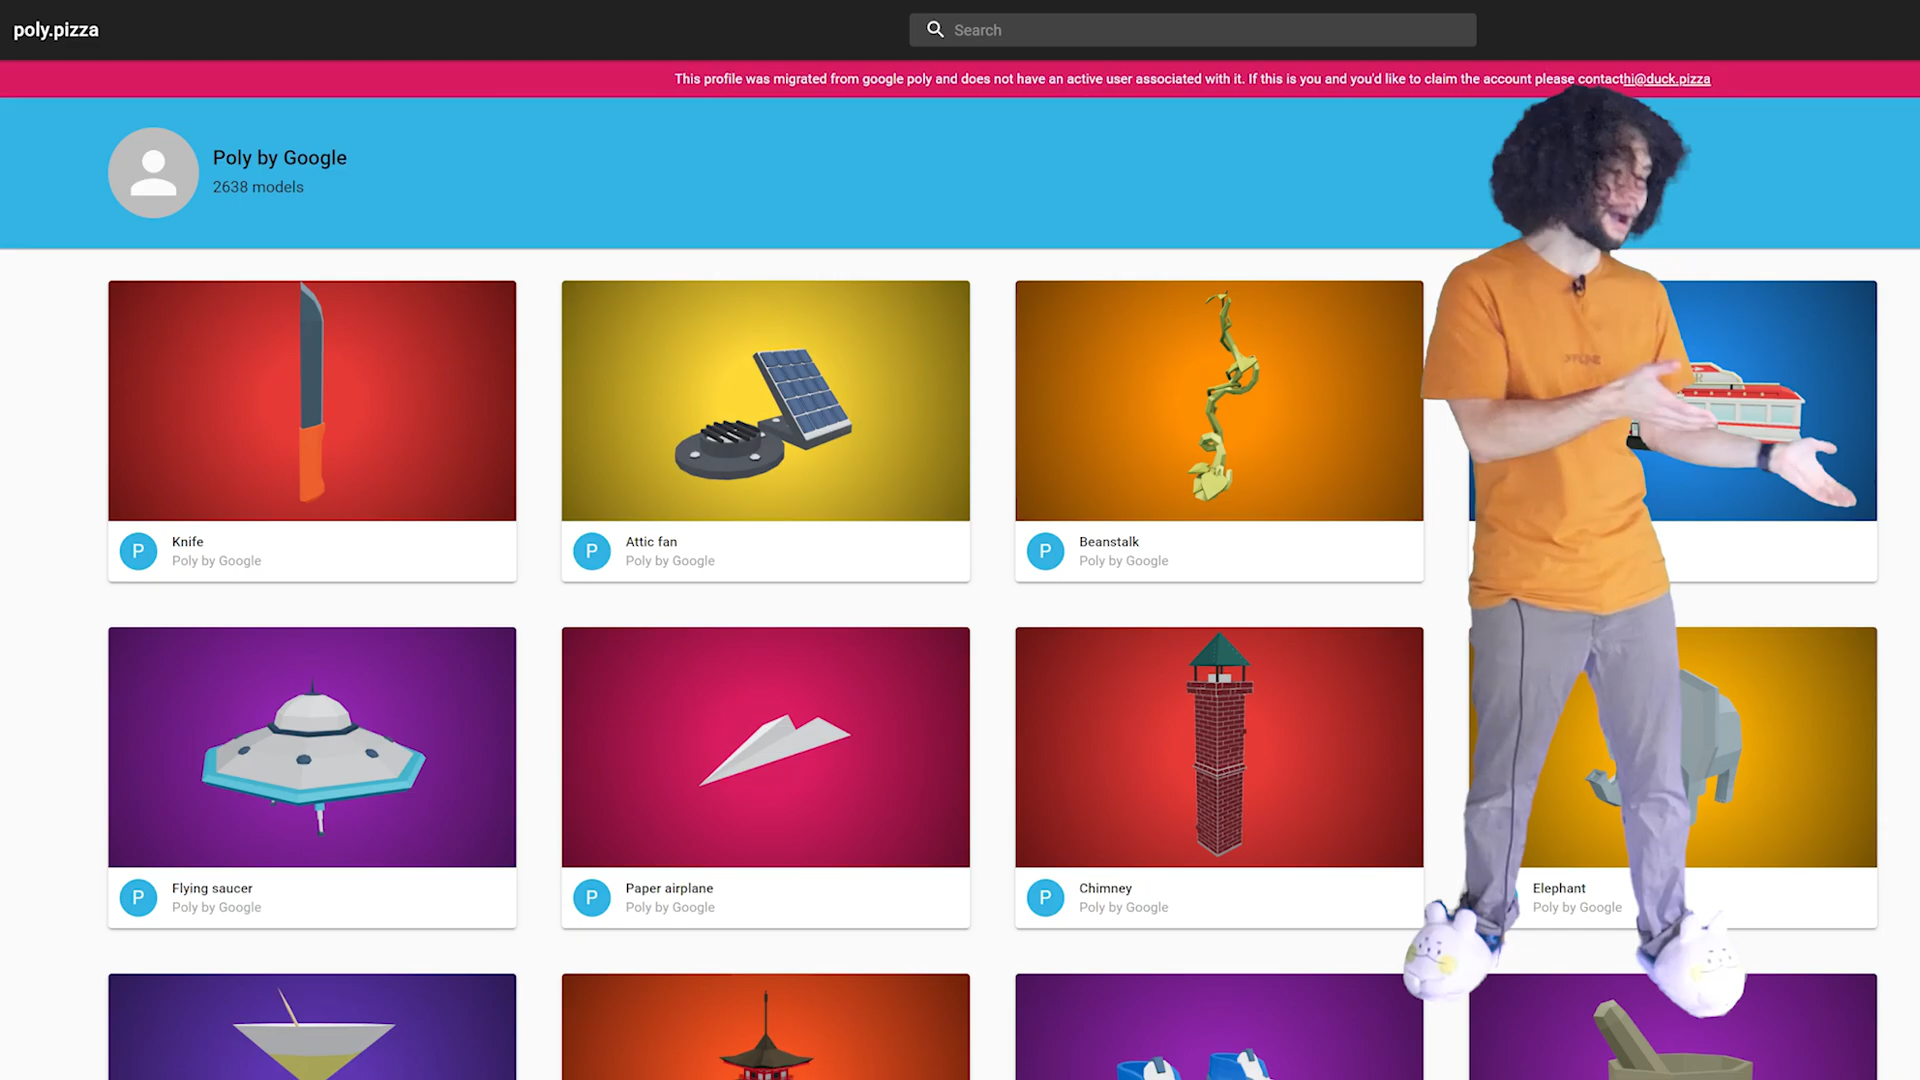 poly.pizza
Search
This profile was migrated from google poly and does not have an active user associated with it. If this is you and you'd like to claim the account please contacthi@duck.pizza
Poly by Google
2638 models
P
Knife
Poly by Google
P
Attic fan
Poly by Google
P
Beanstalk
Poly by Google
P
Flying saucer
Poly by Google
P
Paper airplane
Poly by Google
P
Chimney
Poly by Google
Elephant
Poly by Google